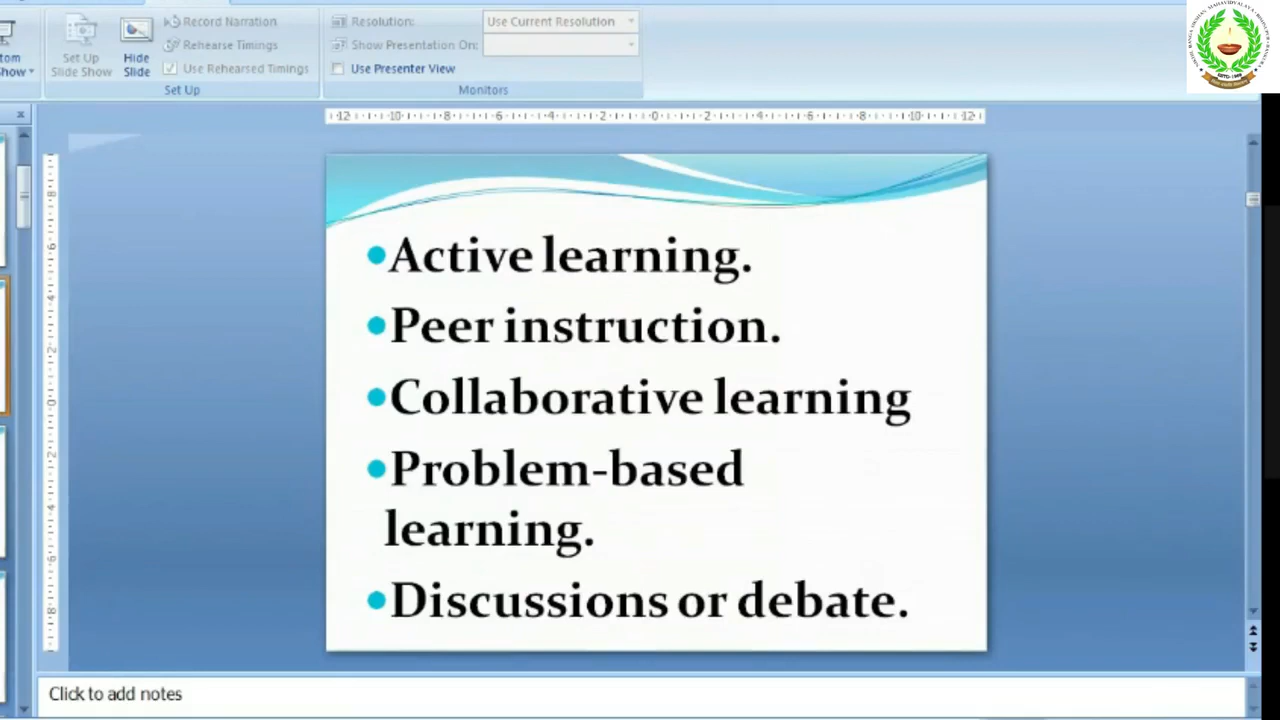 Record Narration
Resolution:
Use Current Resolution
Rehearse Timings
Show Presentation On:
Set Up
Slide Show
Hide
Slide
Show
Use Rehearsed Timings
Use Presenter View
Set Up
Monitors
•Active learning.
•Peer instruction.
•Collaborative learning
•Problem-based
learning.
•Discussions or debate.
Click to add notes